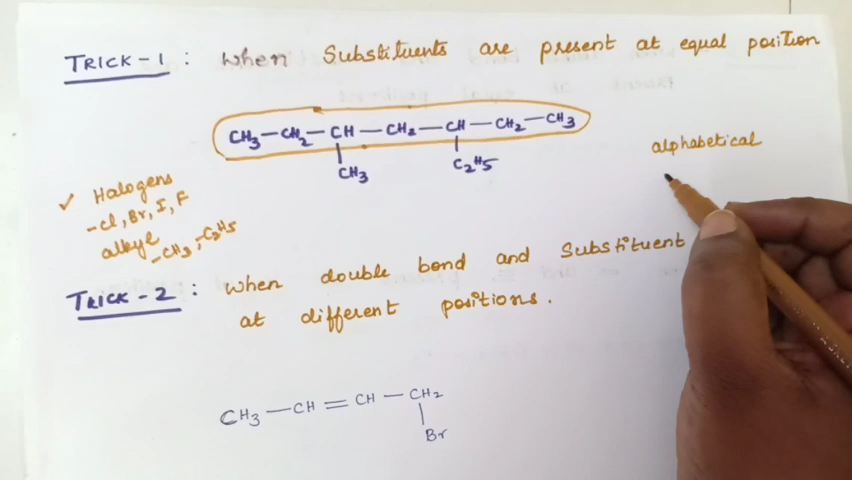 TRICK-1 : When Substituents are present at equal position
CH3-CH2-CH-CH2-CH-CH2-CH3
CH3 C2H5
alphabetical
✓ Halogens
-Cl, Br, I, F
alkyl -CH3, -C2H5
TRICK-2 : When double bond and Substituent
at different positions.
CH3-CH=CH-CH2
Br